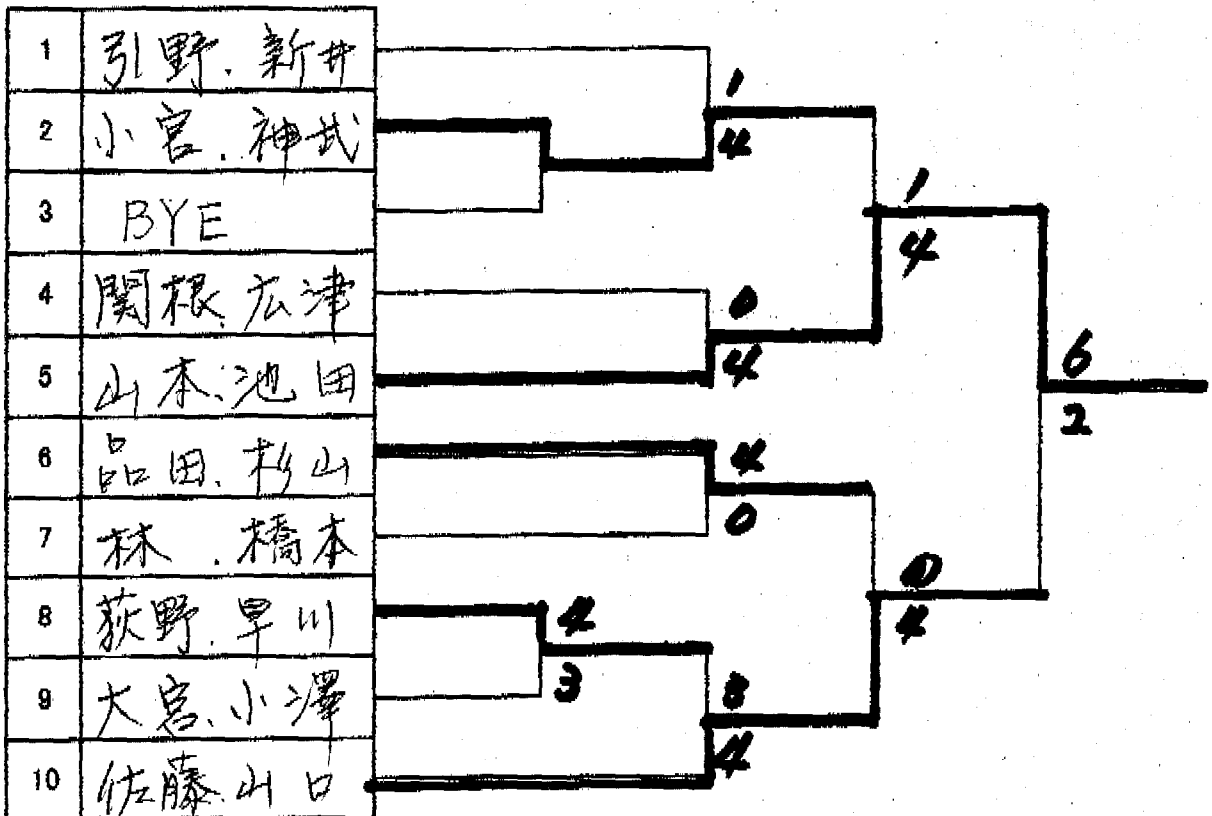 1 引野.新井
2 小宮.神武
3 BYE
4 関根.広津
5 山本.池田
6 品田.杉山
7 林.橋本
8 荻野.早川
9 大宮.小澤
10 佐藤.山口
1
4
0
4
4
0
4
3
3
4
1
4
0
4
6
2